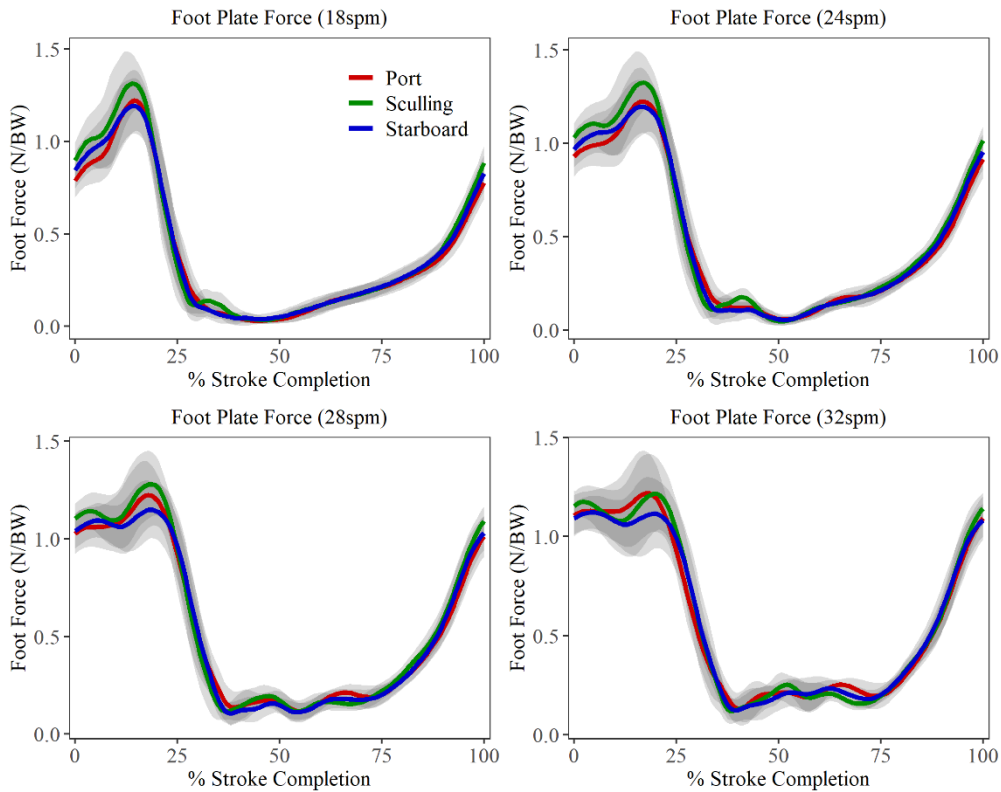 Foot Plate Force (18spm)
Foot Force (N/BW)
1.5
1.0
0.5
0.0
Port
Sculling
Starboard
0
25
50
75
100
% Stroke Completion
Foot Plate Force (24spm)
Foot Force (N/BW)
1.5
1.0
0.5
0.0
0
25
50
75
100
% Stroke Completion
Foot Plate Force (28spm)
Foot Force (N/BW)
1.5
1.0
0.5
0.0
0
25
50
75
100
% Stroke Completion
Foot Plate Force (32spm)
Foot Force (N/BW)
1.5
1.0
0.5
0.0
0
25
50
75
100
% Stroke Completion